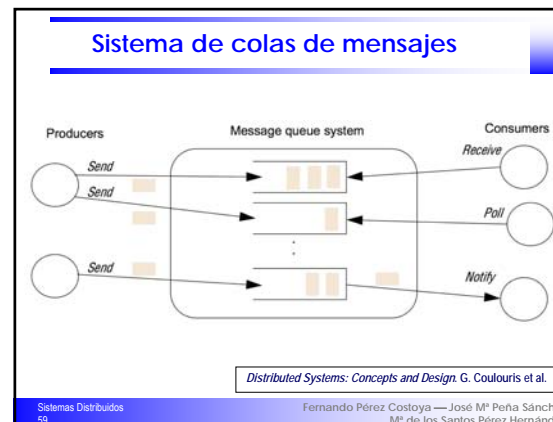 Sistema de colas de mensajes
Producers
Message queue system
Consumers
Send
Receive
Send
Poll
:
Send
Notify
Distributed Systems: Concepts and Design. G. Coulouris et al.
Sistemas Distribuidos
59
Fernando Pérez Costoya — José Mª Peña Sánch
Mª de los Santos Pérez Hernánd